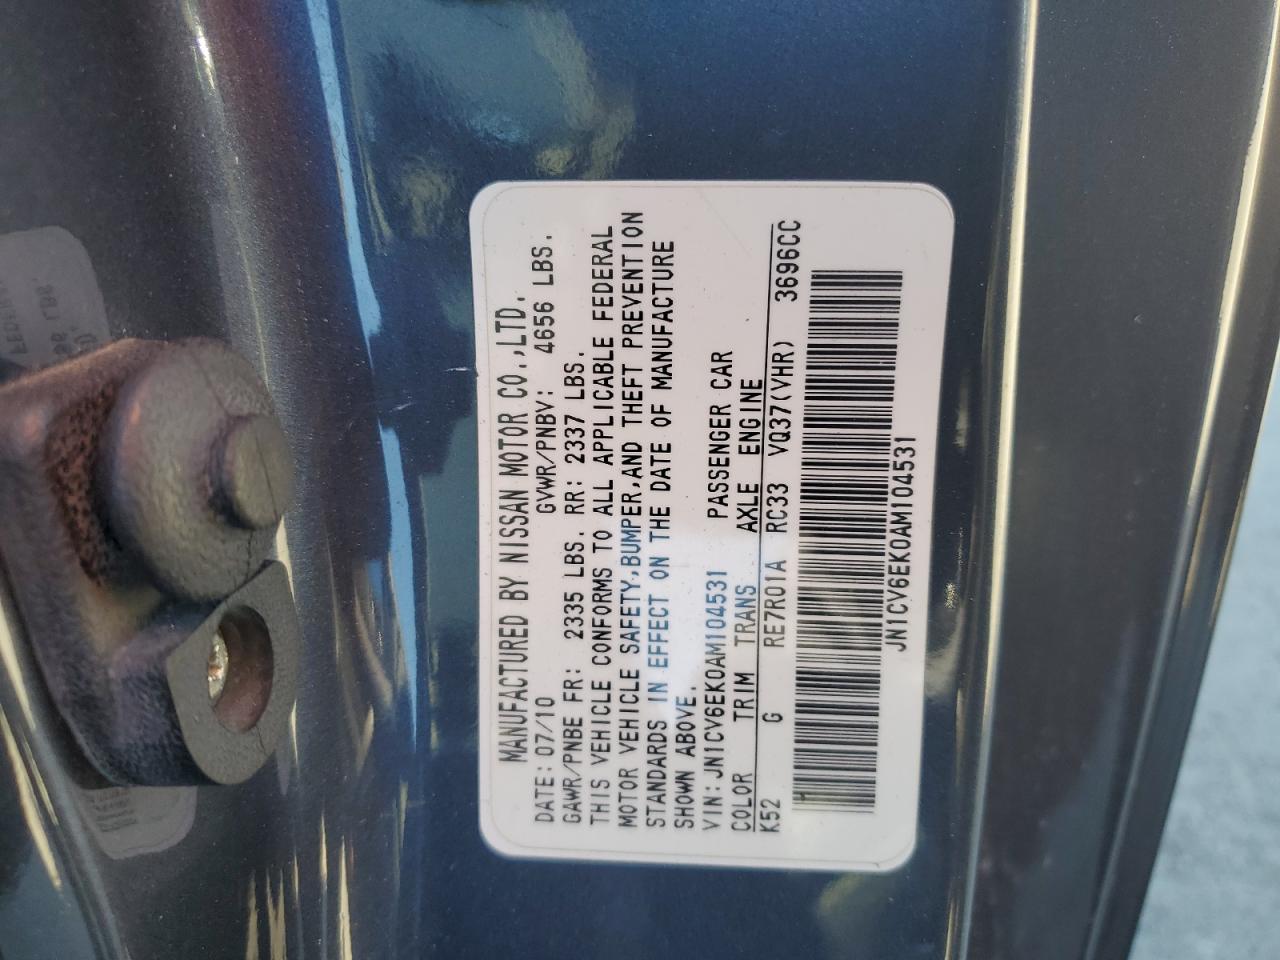 MANUFACTURED BY NISSAN MOTOR CO.,LTD.
DATE: 07/10 GVWR/PNBV: 4656 LBS.
GAWR/PNBE FR: 2335 LBS. RR: 2337 LBS.
THIS VEHICLE CONFORMS TO ALL APPLICABLE FEDERAL
MOTOR VEHICLE SAFETY,BUMPER,AND THEFT PREVENTION
STANDARDS IN EFFECT ON THE DATE OF MANUFACTURE
SHOWN ABOVE.
VIN: JN1CV6EK0AM104531 PASSENGER CAR
COLOR TRIM TRANS AXLE ENGINE
K52 G RE7R01A RC33 VQ37(VHR) 3696CC
JN1CV6EK0AM104531